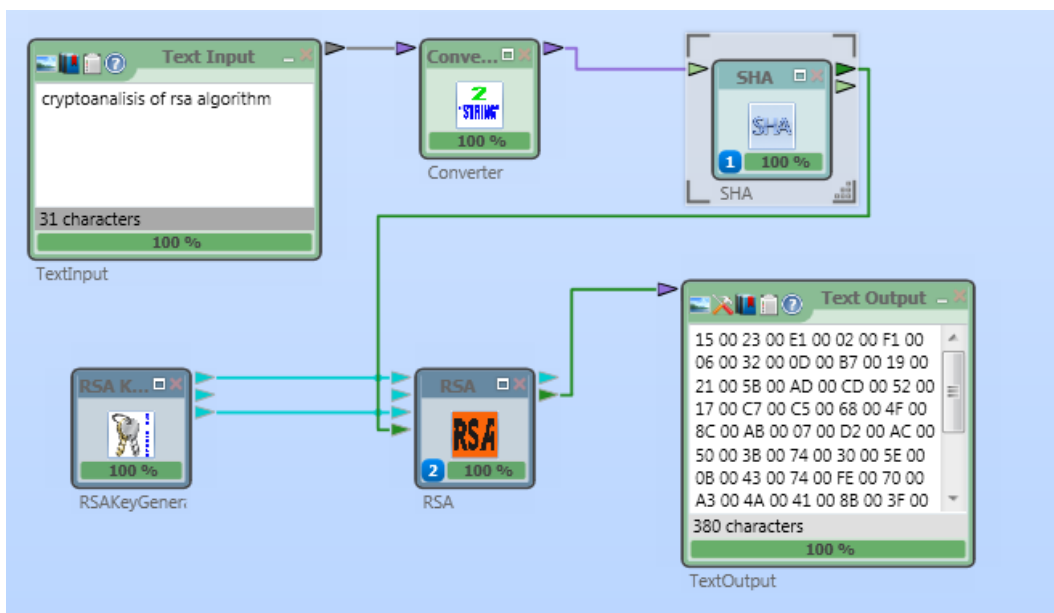 Text Input
cryptoanalisis of rsa algorithm
31 characters
100 %
TextInput
Conve...
2
"STRING"
100 %
Converter
SHA
SHA
1 100 %
SHA
RSA K...
100 %
RSAKeyGener
RSA
RSA
2 100 %
RSA
Text Output
15 00 23 00 E1 00 02 00 F1 00
06 00 32 00 0D 00 B7 00 19 00
21 00 5B 00 AD 00 CD 00 52 00
17 00 C7 00 C5 00 68 00 4F 00
8C 00 AB 00 07 00 D2 00 AC 00
50 00 3B 00 74 00 30 00 5E 00
0B 00 43 00 74 00 FE 00 70 00
A3 00 4A 00 41 00 8B 00 3F 00
380 characters
100 %
TextOutput